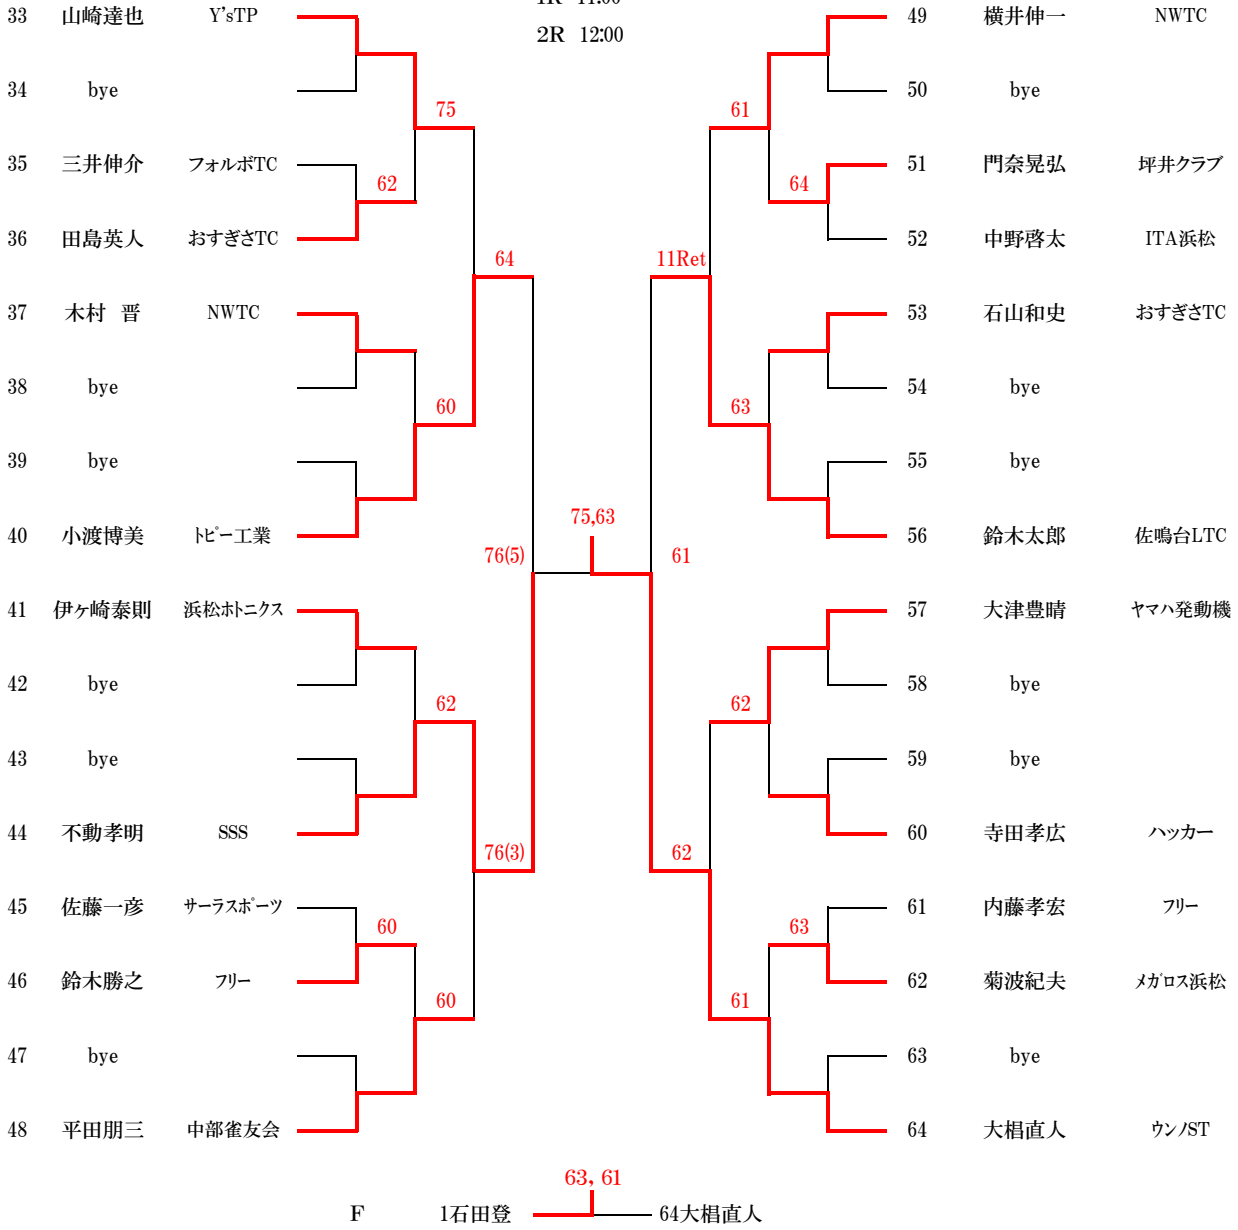 1R 11:00
2R 12:00
33 山崎達也 Y'sTP
34 bye
75
35 三井伸介 フォルボTC
62
36 田島英人 おすぎさTC
64
37 木村 晋 NWTC
38 bye
60
39 bye
40 小渡博美 トピー工業
76(5)
41 伊ヶ崎泰則 浜松ホトニクス
42 bye
62
43 bye
44 不動孝明 SSS
76(3)
45 佐藤一彦 サーラスポーツ
60
46 鈴木勝之 フリー
60
47 bye
48 平田朋三 中部雀友会
75,63
49 横井伸一 NWTC
50 bye
61
51 門奈晃弘 坪井クラブ
64
52 中野啓太 ITA浜松
11Ret
53 石山和史 おすぎさTC
54 bye
63
55 bye
56 鈴木太郎 佐鳴台LTC
61
57 大津豊晴 ヤマハ発動機
58 bye
62
59 bye
60 寺田孝広 ハッカー
62
61 内藤孝宏 フリー
63
62 菊波紀夫 メガロス浜松
61
63 bye
64 大椙直人 ウンノST
63, 61
F 1石田登 64大椙直人